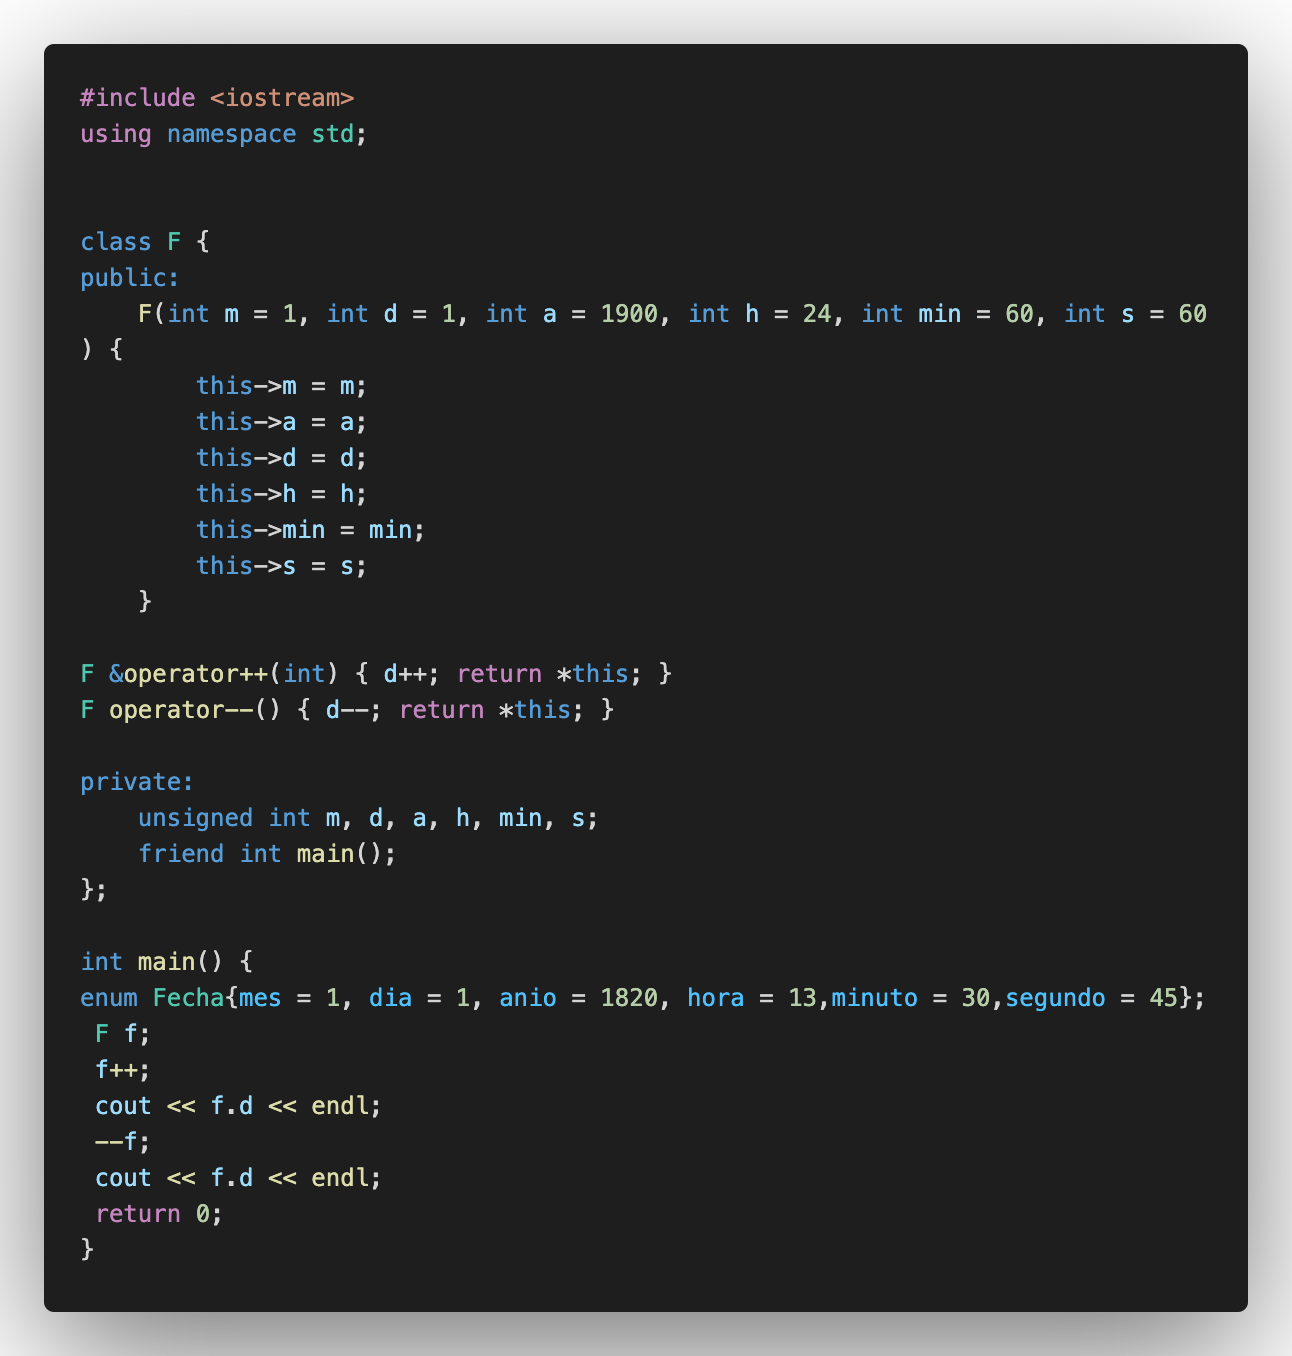 #include <iostream>
using namespace std;
class F {
public:
    F(int m = 1, int d = 1, int a = 1900, int h = 24, int min = 60, int s = 60
) {
        this->m = m;
        this->a = a;
        this->d = d;
        this->h = h;
        this->min = min;
        this->s = s;
    }
F &operator++(int) { d++; return *this; }
F operator--() { d--; return *this; }
private:
    unsigned int m, d, a, h, min, s;
    friend int main();
};
int main() {
enum Fecha{mes = 1, dia = 1, anio = 1820, hora = 13,minuto = 30,segundo = 45};
 F f;
 f++;
 cout << f.d << endl;
 --f;
 cout << f.d << endl;
 return 0;
}